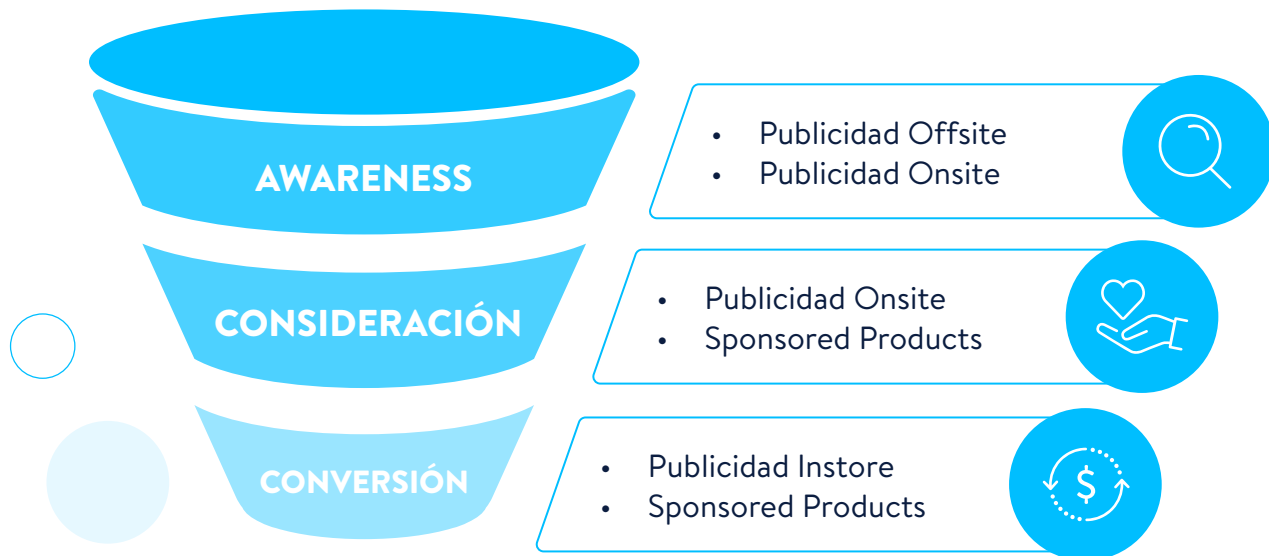 AWARENESS
• Publicidad Offsite
• Publicidad Onsite
CONSIDERACIÓN
• Publicidad Onsite
• Sponsored Products
CONVERSIÓN
• Publicidad Instore
• Sponsored Products
$